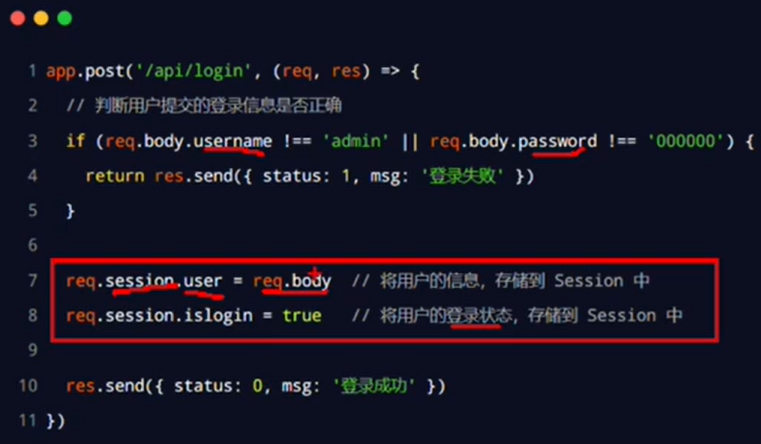 1 app.post('/api/login', (req, res) => {
2 // 判断用户提交的登录信息是否正确
3 if (req.body.username !== 'admin' || req.body.password !== '000000') {
4 return res.send({ status: 1, msg: '登录失败' })
5 }
6
7 req.session.user = req.body // 将用户的信息，存储到 Session 中
8 req.session.islogin = true // 将用户的登录状态，存储到 Session 中
9
10 res.send({ status: 0, msg: '登录成功' })
11 })